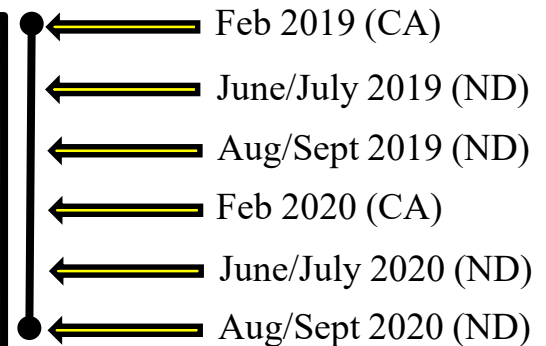 Feb 2019 (CA)
June/July 2019 (ND)
Aug/Sept 2019 (ND)
Feb 2020 (CA)
June/July 2020 (ND)
Aug/Sept 2020 (ND)